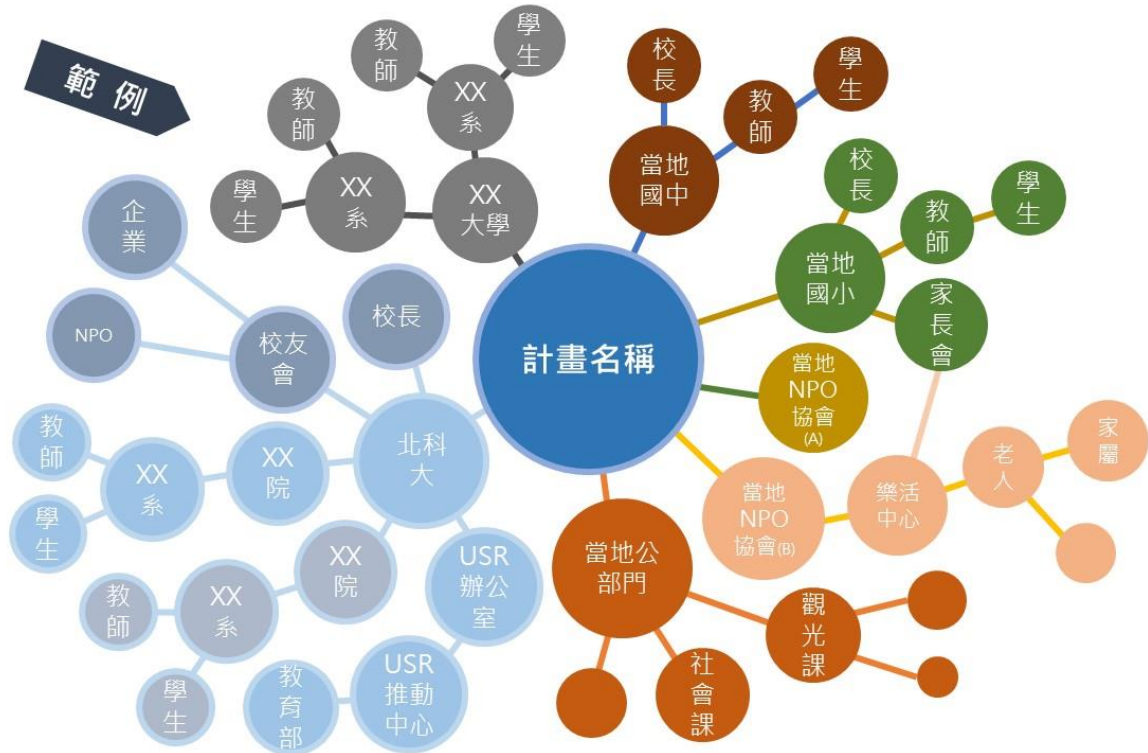 範例
教
師
學
生
XX
系
教
師
學
生
XX
系
XX
大學
校
長
學
生
教
師
當地
國中
校
長
學
生
教
師
當地
國小
家
長
會
企
業
NPO
校友
會
校長
計畫名稱
當地
NPO
協會
(A)
北科
大
教
師
學
生
XX
系
XX
院
當地
NPO
協會(B)
樂活
中心
老
人
家
屬
XX
院
XX
系
教
師
學
生
USR
辦公
室
USR
推動
中心
教
育
部
當地公
部門
觀
光
課
社
會
課